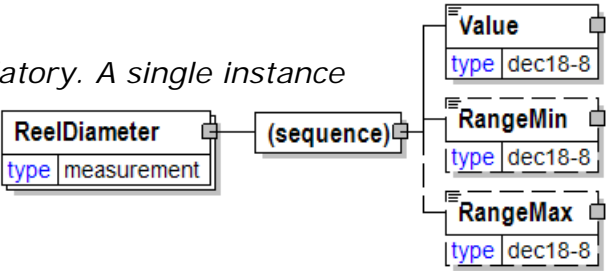 Value
type dec18-8
atory. A single instance
ReelDiameter
type measurement
(sequence)
RangeMin
type dec18-8
RangeMax
type dec18-8